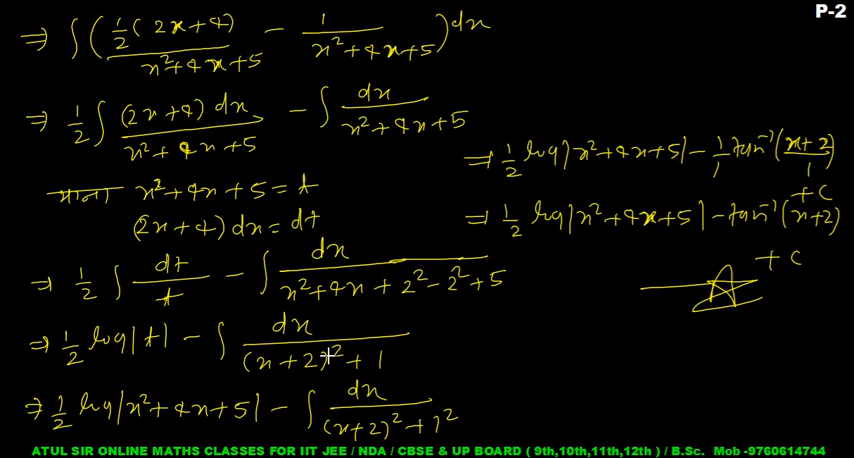 P-2
⇒ ∫ ( ½(2x+4) / x²+4x+5 − 1 / x²+4x+5 ) dx
⇒ ½ ∫ (2x+4) dx / x²+4x+5 − ∫ dx / x²+4x+5
माना x²+4x+5 = t
(2x+4) dx = dt
⇒ ½ ∫ dt / t − ∫ dx / x²+4x+2²−2²+5
⇒ ½ log|t| − ∫ dx / (x+2)²+1
⇒ ½ log|x²+4x+5| − ∫ dx / (x+2)²+1²
⇒ ½ log|x²+4x+5| − 1/1 tan⁻¹(x+2 / 1)
+ C
⇒ ½ log|x²+4x+5| − tan⁻¹(x+2)
+ C
ATUL SIR ONLINE MATHS CLASSES FOR IIT JEE / NDA / CBSE & UP BOARD ( 9th,10th,11th,12th ) / B.Sc. Mob -9760614744